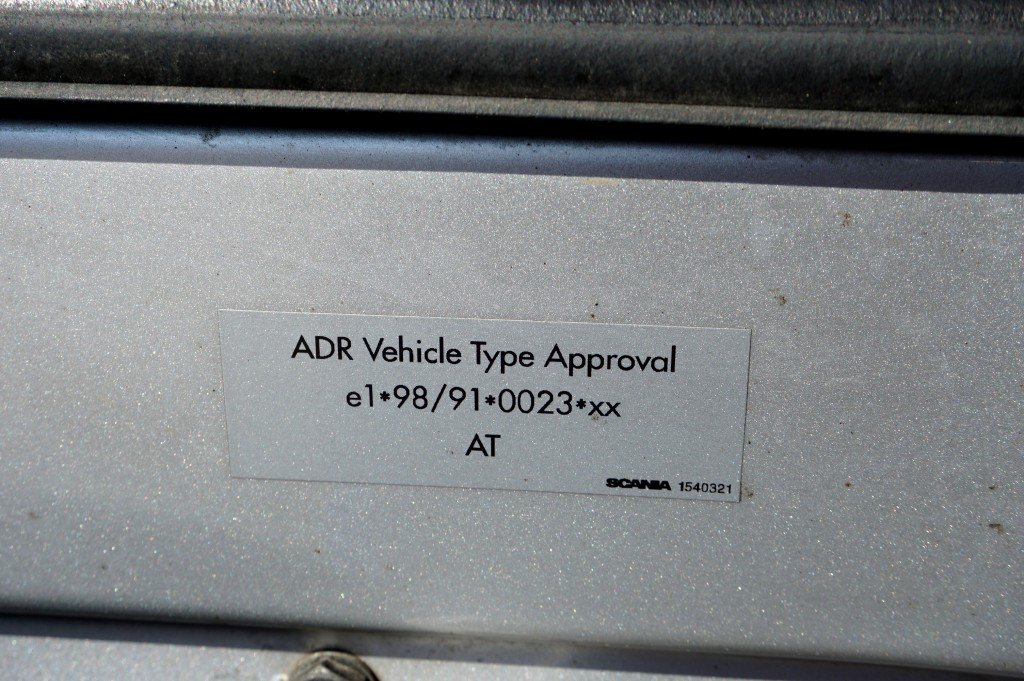 ADR Vehicle Type Approval
e1*98/91*0023*xx
AT
SCANIA 1540321